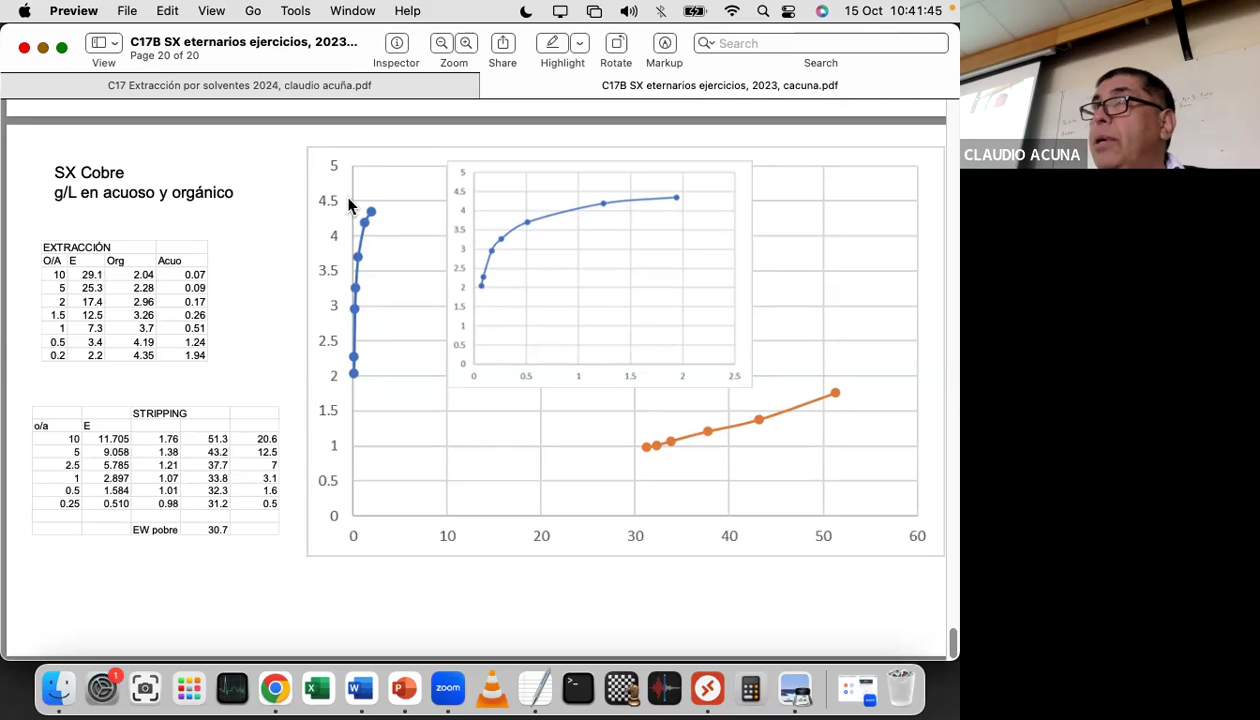 Preview File Edit View Go Tools Window Help 15 Oct 10:41:45
C17B SX eternarios ejercicios, 2023...
Page 20 of 20
Search
View Inspector Zoom Share Highlight Rotate Markup Search
C17 Extracción por solventes 2024, claudio acuña.pdf
C17B SX eternarios ejercicios, 2023, cacuna.pdf
CLAUDIO ACUNA
SX Cobre
g/L en acuoso y orgánico
EXTRACCIÓN
O/A E Org Acuo
10 29.1 2.04 0.07
5 25.3 2.28 0.09
2 17.4 2.96 0.17
1.5 12.5 3.26 0.26
1 7.3 3.7 0.51
0.5 3.4 4.19 1.24
0.2 2.2 4.35 1.94
STRIPPING
o/a E
10 11.705 1.76 51.3 20.6
5 9.058 1.38 43.2 12.5
2.5 5.785 1.21 37.7 7
1 2.897 1.07 33.8 3.1
0.5 1.584 1.01 32.3 1.6
0.25 0.510 0.98 31.2 0.5
EW pobre 30.7
5
4.5
4
3.5
3
2.5
2
1.5
1
0.5
0
0 10 20 30 40 50 60
5
4.5
4
3.5
3
2.5
2
1.5
1
0.5
0
0 0.5 1 1.5 2 2.5
1
zoom